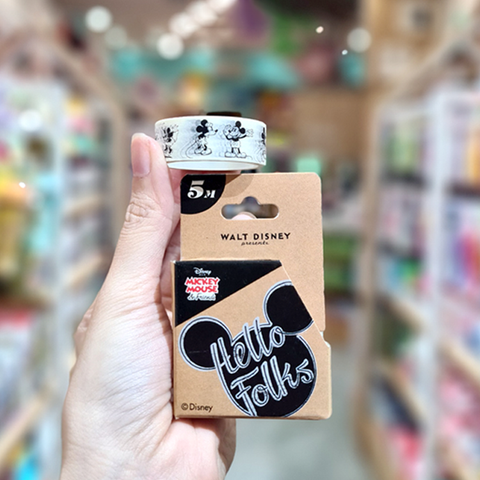 5M
WALT DISNEY
presents
Disney
MICKEY
MOUSE
Hello
Folks
©Disney